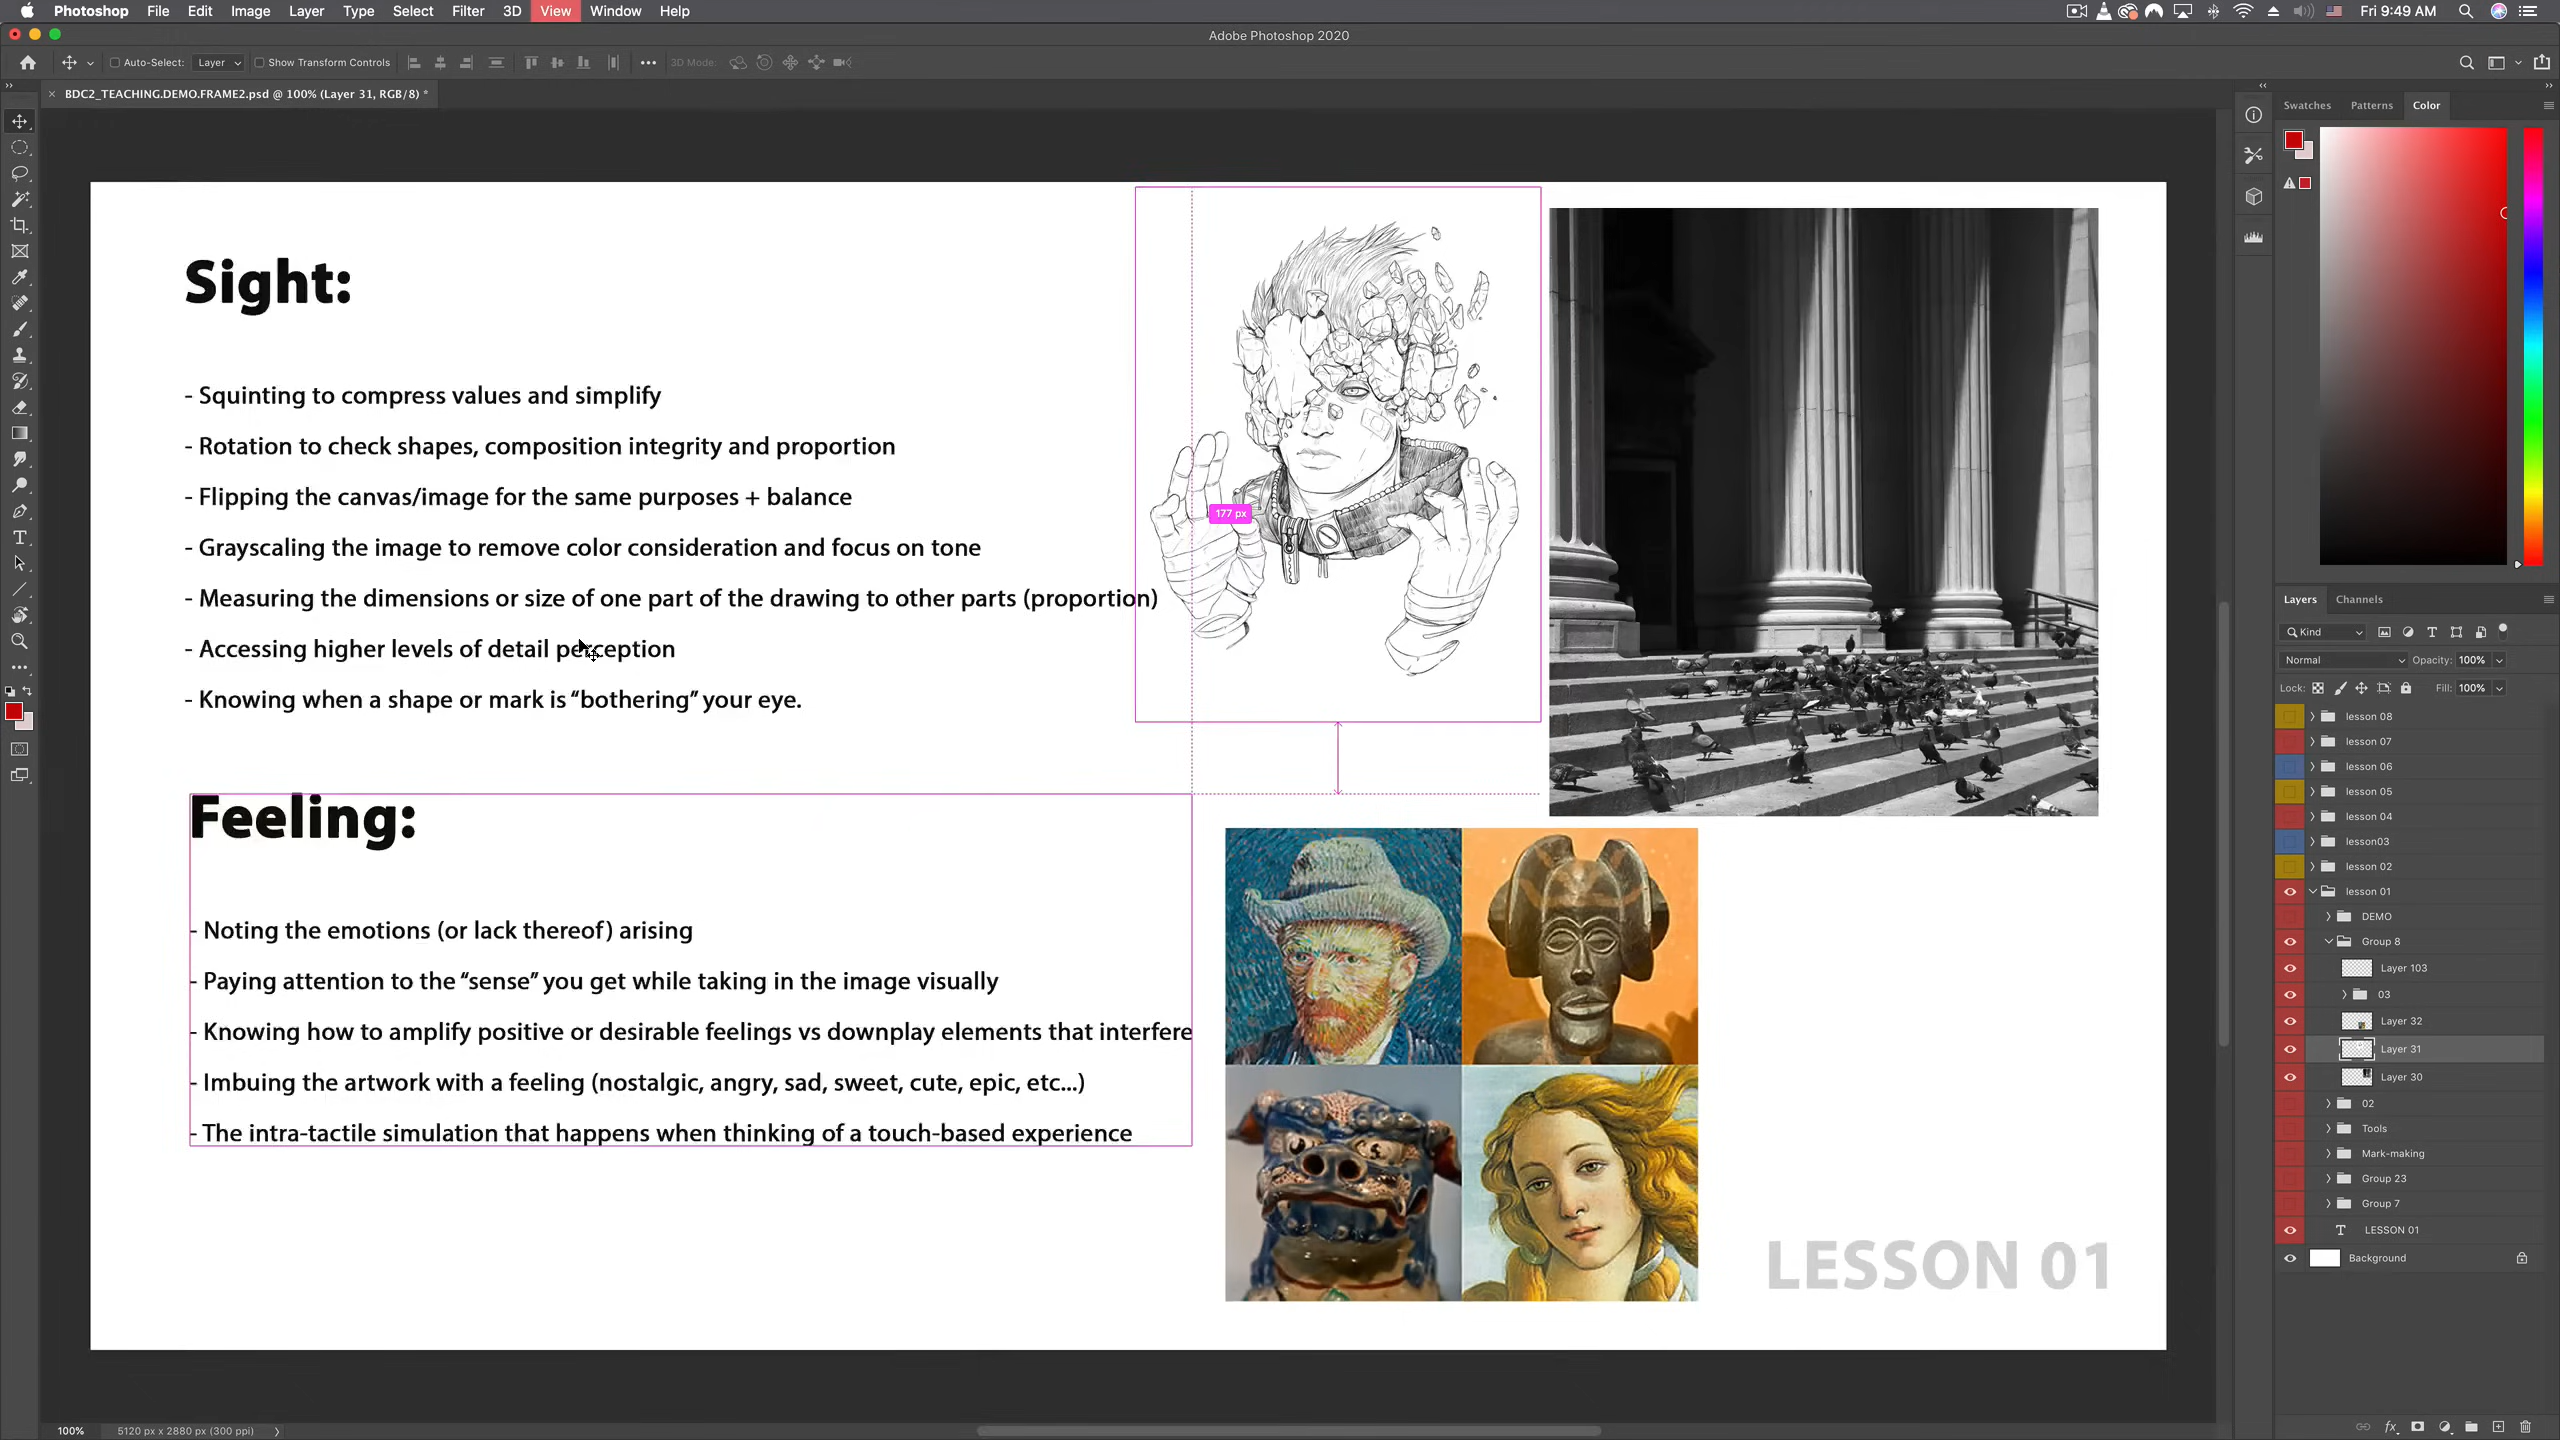 Photoshop File Edit Image Layer Type Select Filter 3D View Window Help
Fri 9:49 AM
Adobe Photoshop 2020
Auto-Select: Layer Show Transform Controls 3D Mode:
BDC2_TEACHING.DEMO.FRAME2.psd @ 100% (Layer 31, RGB/8) *
Swatches Patterns Color
Sight:
- Squinting to compress values and simplify
- Rotation to check shapes, composition integrity and proportion
- Flipping the canvas/image for the same purposes + balance
- Grayscaling the image to remove color consideration and focus on tone
- Measuring the dimensions or size of one part of the drawing to other parts (proportion)
- Accessing higher levels of detail perception
- Knowing when a shape or mark is “bothering” your eye.
177 px
Feeling:
- Noting the emotions (or lack thereof) arising
- Paying attention to the “sense” you get while taking in the image visually
- Knowing how to amplify positive or desirable feelings vs downplay elements that interfere
- Imbuing the artwork with a feeling (nostalgic, angry, sad, sweet, cute, epic, etc...)
- The intra-tactile simulation that happens when thinking of a touch-based experience
LESSON 01
Layers Channels
Kind
Normal Opacity: 100%
Lock: Fill: 100%
lesson 08
lesson 07
lesson 06
lesson 05
lesson 04
lesson03
lesson 02
lesson 01
DEMO
Group 8
Layer 103
03
Layer 32
Layer 31
Layer 30
02
Tools
Mark-making
Group 23
Group 7
T LESSON 01
Background
fx
100% 5120 px x 2880 px (300 ppi)